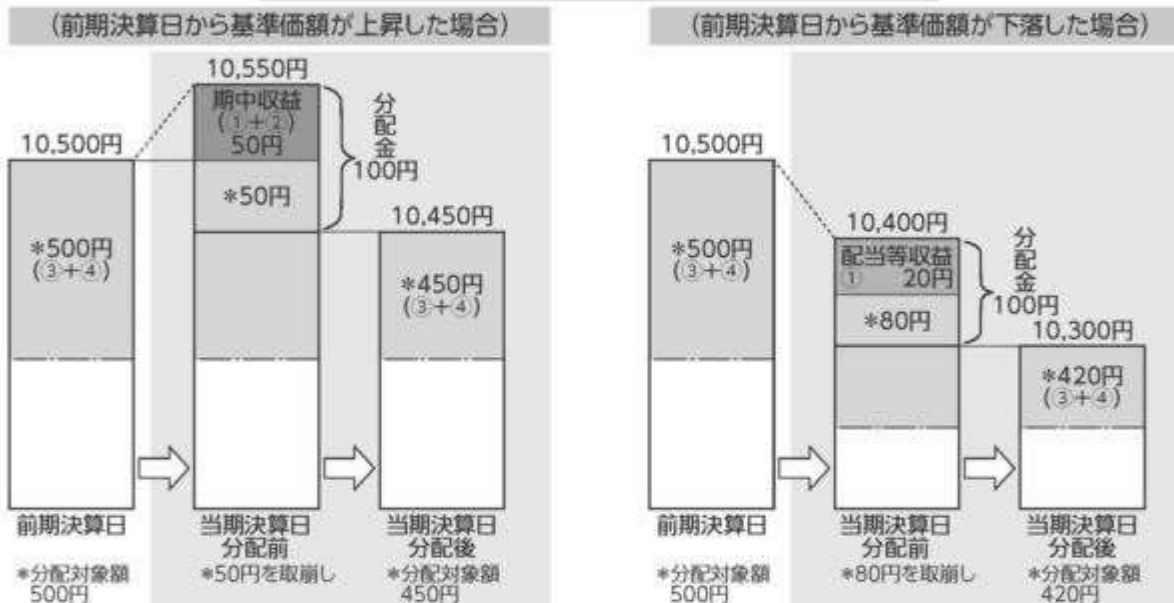 (前期決算日から基準価額が上昇した場合)
10,550円
期中収益
(①+②)
50円
分配金
100円
10,500円
*50円
10,450円
*500円
(③+④)
*450円
(③+④)
前期決算日
当期決算日
分配前
当期決算日
分配後
*分配対象額
500円
*50円を取崩し
*分配対象額
450円
(前期決算日から基準価額が下落した場合)
10,500円
10,400円
配当等収益
① 20円
分配金
100円
*500円
(③+④)
*80円
10,300円
*420円
(③+④)
前期決算日
当期決算日
分配前
当期決算日
分配後
*分配対象額
500円
*80円を取崩し
*分配対象額
420円